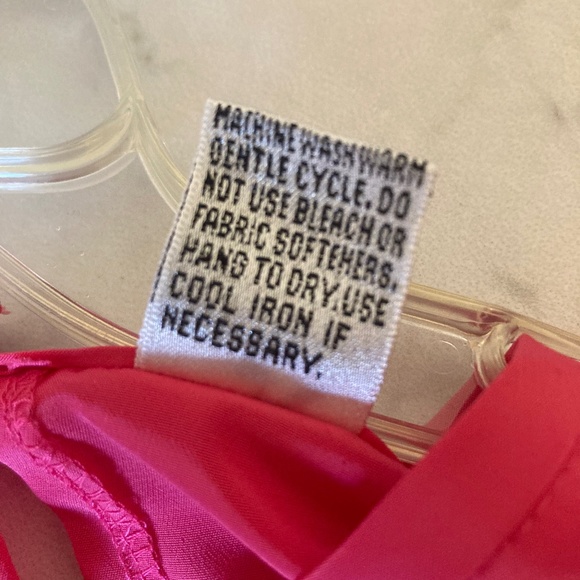 MACHINE WASH WARM
GENTLE CYCLE. DO
NOT USE BLEACH OR
FABRIC SOFTENERS.
HANG TO DRY. USE
COOL IRON IF
NECESSARY.